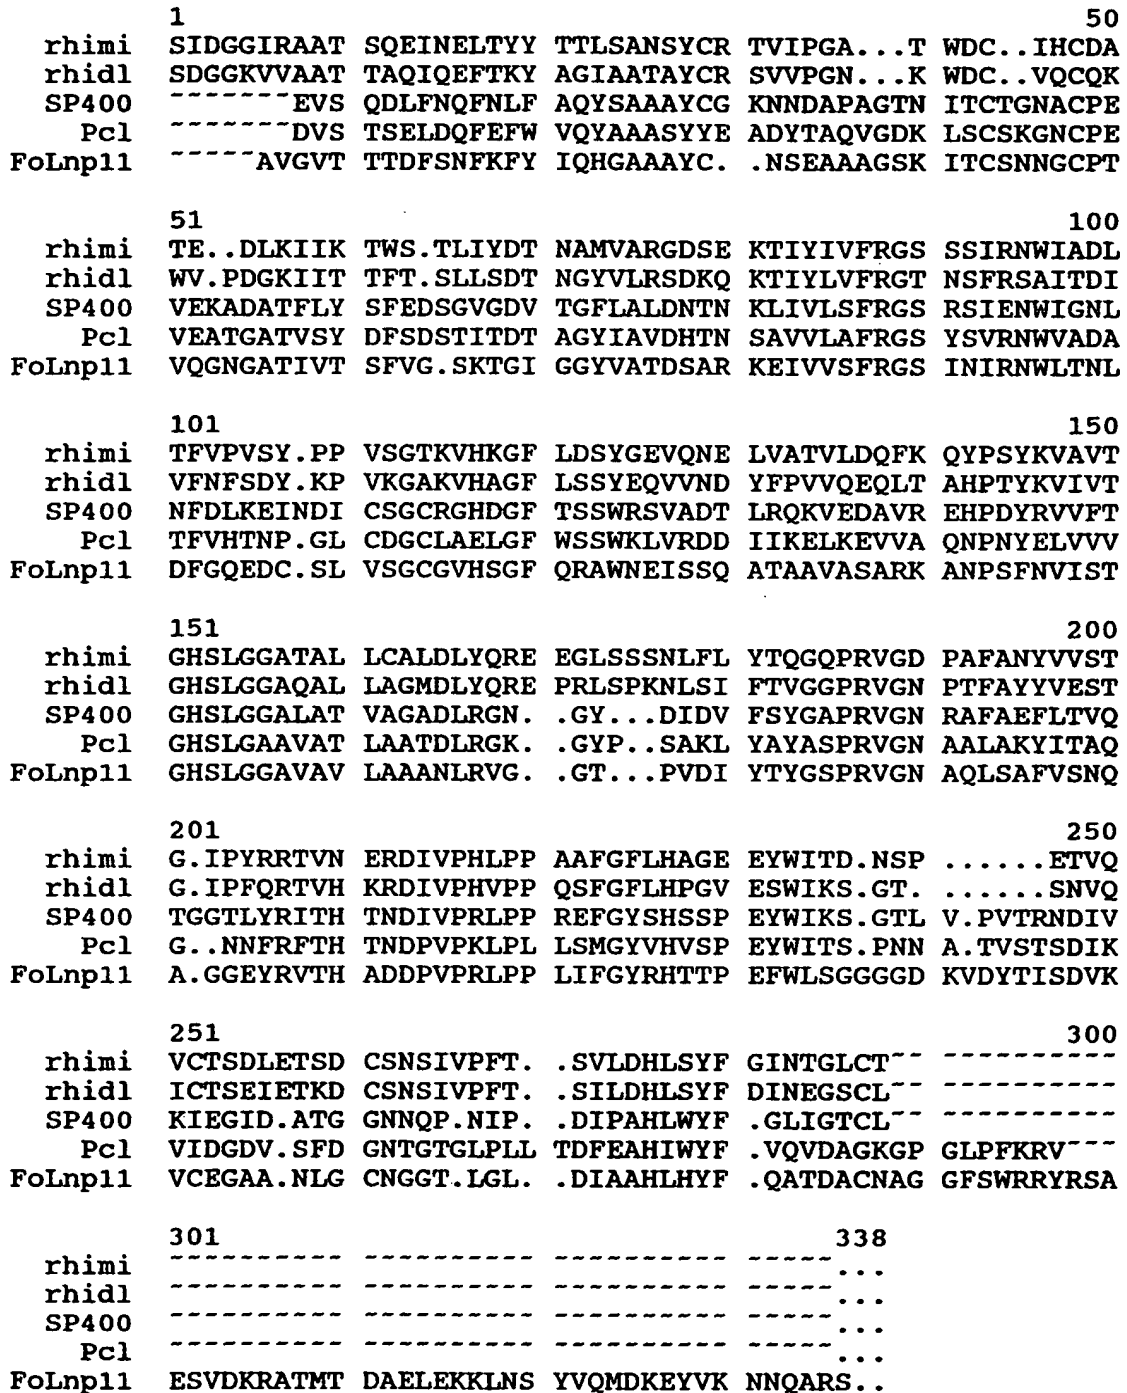 1 50
rhimi SIDGGIRAAT SQEINELTYY TTLSANSYCR TVIPGA...T WDC..IHCDA
rhidl SDGGKVVAAT TAQIQEFTKY AGIAATAYCR SVVPGN...K WDC..VQCQK
SP400 ~~~~~~~EVS QDLFNQFNLF AQYSAAAYCG KNNDAPAGTN ITCTGNACPE
Pcl ~~~~~~~DVS TSELDQFEFW VQYAAASYYE ADYTAQVGDK LSCSKGNCPE
FoLnp11 ~~~~~AVGVT TTDFSNFKFY IQHGAAAYC. .NSEAAAGSK ITCSNNGCPT
51 100
rhimi TE..DLKIIK TWS.TLIYDT NAMVARGDSE KTIYIVFRGS SSIRNWIADL
rhidl WV.PDGKIIT TFT.SLLSDT NGYVLRSDKQ KTIYLVFRGT NSFRSAITDI
SP400 VEKADATFLY SFEDSGVGDV TGFLALDNTN KLIVLSFRGS RSIENWIGNL
Pcl VEATGATVSY DFSDSTITDT AGYIAVDHTN SAVVLAFRGS YSVRNWVADA
FoLnp11 VQGNGATIVT SFVG.SKTGI GGYVATDSAR KEIVVSFRGS INIRNWLTNL
101 150
rhimi TFVPVSY.PP VSGTKVHKGF LDSYGEVQNE LVATVLDQFK QYPSYKVAVT
rhidl VFNFSDY.KP VKGAKVHAGF LSSYEQVVND YFPVVQEQLT AHPTYKVIVT
SP400 NFDLKEINDI CSGCRGHDGF TSSWRSVADT LRQKVEDAVR EHPDYRVVFT
Pcl TFVHTNP.GL CDGCLAELGF WSSWKLVRDD IIKELKEVVA QNPNYELVVV
FoLnp11 DFGQEDC.SL VSGCGVHSGF QRAWNEISSQ ATAAVASARK ANPSFNVIST
151 200
rhimi GHSLGGATAL LCALDLYQRE EGLSSSNLFL YTQGQPRVGD PAFANYVVST
rhidl GHSLGGAQAL LAGMDLYQRE PRLSPKNLSI FTVGGPRVGN PTFAYYVEST
SP400 GHSLGGALAT VAGADLRGN. .GY...DIDV FSYGAPRVGN RAFAEFLTVQ
Pcl GHSLGAAVAT LAATDLRGK. .GYP..SAKL YAYASPRVGN AALAKYITAQ
FoLnp11 GHSLGGAVAV LAAANLRVG. .GT...PVDI YTYGSPRVGN AQLSAFVSNQ
201 250
rhimi G.IPYRRTVN ERDIVPHLPP AAFGFLHAGE EYWITD.NSP ......ETVQ
rhidl G.IPFQRTVH KRDIVPHVPP QSFGFLHPGV ESWIKS.GT. ......SNVQ
SP400 TGGTLYRITH TNDIVPRLPP REFGYSHSSP EYWIKS.GTL V.PVTRNDIV
Pcl G..NNFRFTH TNDPVPKLPL LSMGYVHVSP EYWITS.PNN A.TVSTSDIK
FoLnp11 A.GGEYRVTH ADDPVPRLPP LIFGYRHTTP EFWLSGGGGD KVDYTISDVK
251 300
rhimi VCTSDLETSD CSNSIVPFT. .SVLDHLSYF GINTGLCT~~ ~~~~~~~~~~
rhidl ICTSEIETKD CSNSIVPFT. .SILDHLSYF DINEGSCL~~ ~~~~~~~~~~
SP400 KIEGID.ATG GNNQP.NIP. .DIPAHLWYF .GLIGTCL~~ ~~~~~~~~~~
Pcl VIDGDV.SFD GNTGTGLPLL TDFEAHIWYF .VQVDAGKGP GLPFKRV~~~
FoLnp11 VCEGAA.NLG CNGGT.LGL. .DIAAHLHYF .QATDACNAG GFSWRRYRSA
301 338
rhimi ~~~~~~~~~~ ~~~~~~~~~~ ~~~~~~~~~~ ~~~~~...
rhidl ~~~~~~~~~~ ~~~~~~~~~~ ~~~~~~~~~~ ~~~~~...
SP400 ~~~~~~~~~~ ~~~~~~~~~~ ~~~~~~~~~~ ~~~~~...
Pcl ~~~~~~~~~~ ~~~~~~~~~~ ~~~~~~~~~~ ~~~~~...
FoLnp11 ESVDKRATMT DAELEKKLNS YVQMDKEYVK NNQARS..